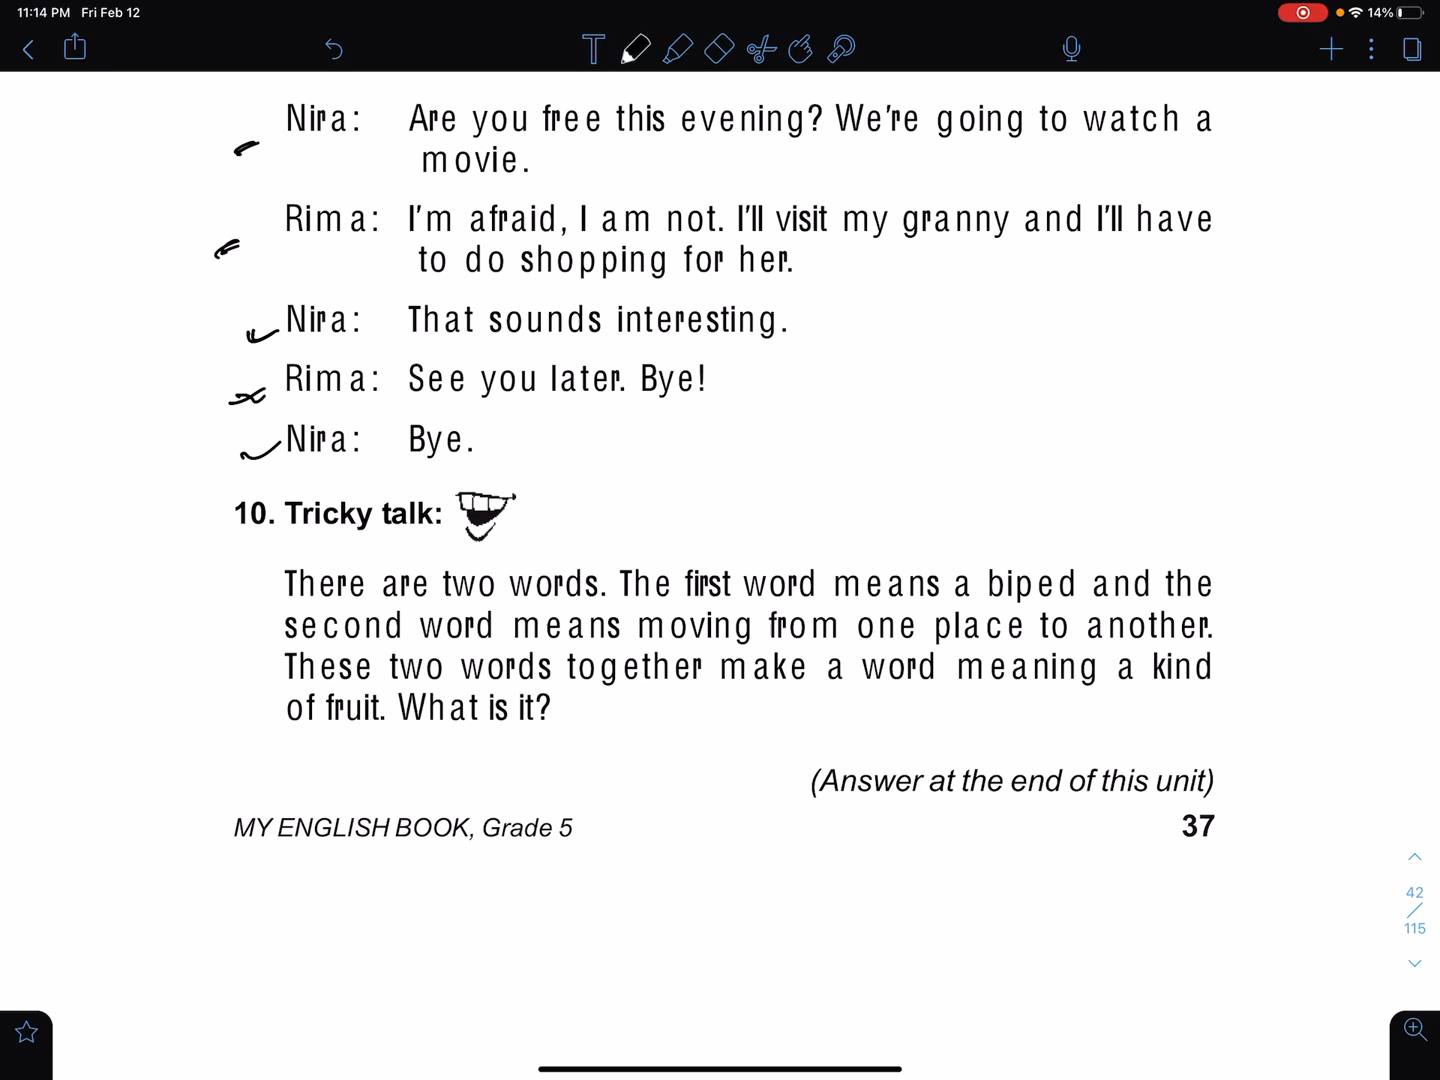 11:14 PM Fri Feb 12
14%
Nira: Are you free this evening? We're going to watch a
movie.
Rima: I'm afraid, I am not. I'll visit my granny and I'll have
to do shopping for her.
Nira: That sounds interesting.
Rima: See you later. Bye!
Nira: Bye.
10. Tricky talk:
There are two words. The first word means a biped and the
second word means moving from one place to another.
These two words together make a word meaning a kind
of fruit. What is it?
(Answer at the end of this unit)
MY ENGLISH BOOK, Grade 5
37
42
115